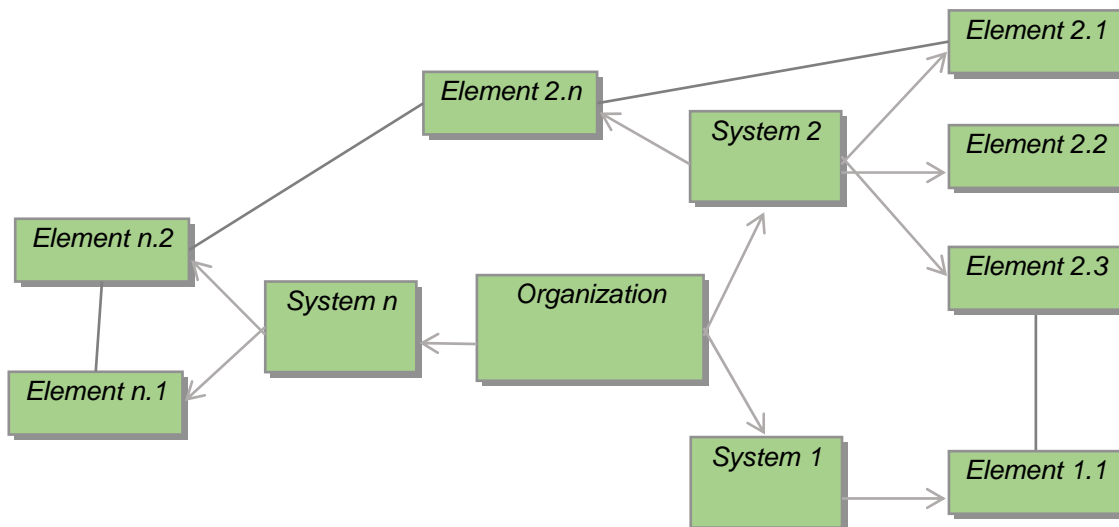 Element 2.1
Element 2.n
System 2
Element 2.2
Element n.2
Element 2.3
System n
Organization
Element n.1
System 1
Element 1.1